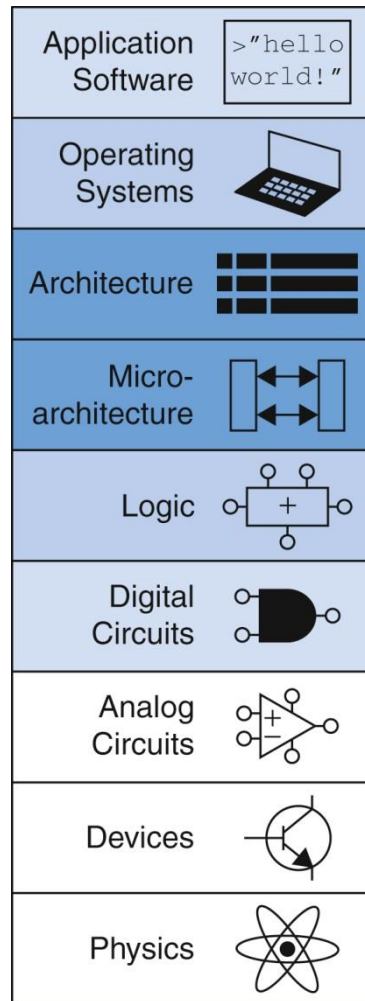 Application
Software
>"hello
world!"
Operating
Systems
Architecture
Micro-
architecture
Logic
+
Digital
Circuits
Analog
Circuits
+
−
Devices
Physics